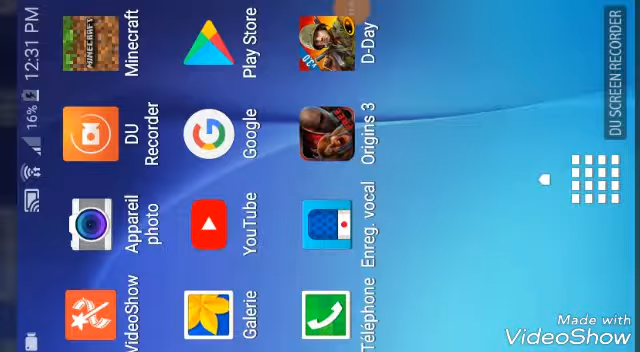 16% 12:31 PM
VideoShow
Appareil
photo
DU
Recorder
Minecraft
Galerie
YouTube
Google
Play Store
Téléphone
Enreg. vocal
Origins 3
D-Day
DU SCREEN RECORDER
Made with
VideoShow